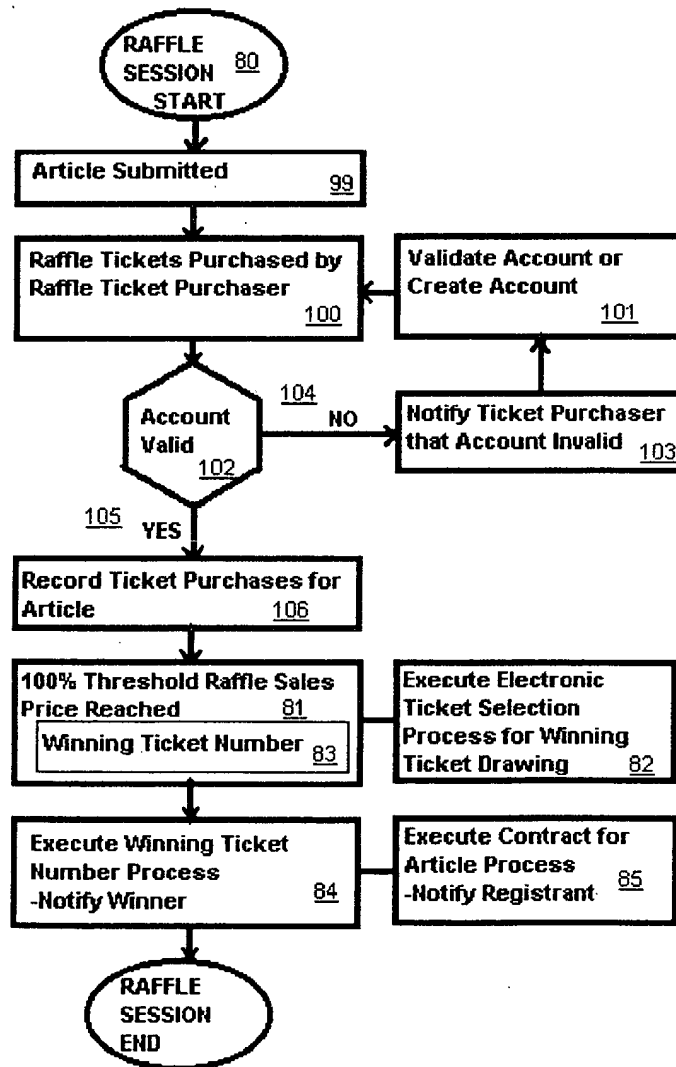 RAFFLE
SESSION 80
START
Article Submitted
99
Raffle Tickets Purchased by
Raffle Ticket Purchaser
100
Validate Account or
Create Account
101
104
NO
Account
Valid
102
Notify Ticket Purchaser
that Account Invalid
103
105
YES
Record Ticket Purchases for
Article 106
100% Threshold Raffle Sales
Price Reached 81
Winning Ticket Number 83
Execute Electronic
Ticket Selection
Process for Winning
Ticket Drawing 82
Execute Winning Ticket
Number Process
-Notify Winner 84
Execute Contract for
Article Process
-Notify Registrant 85
RAFFLE
SESSION
END